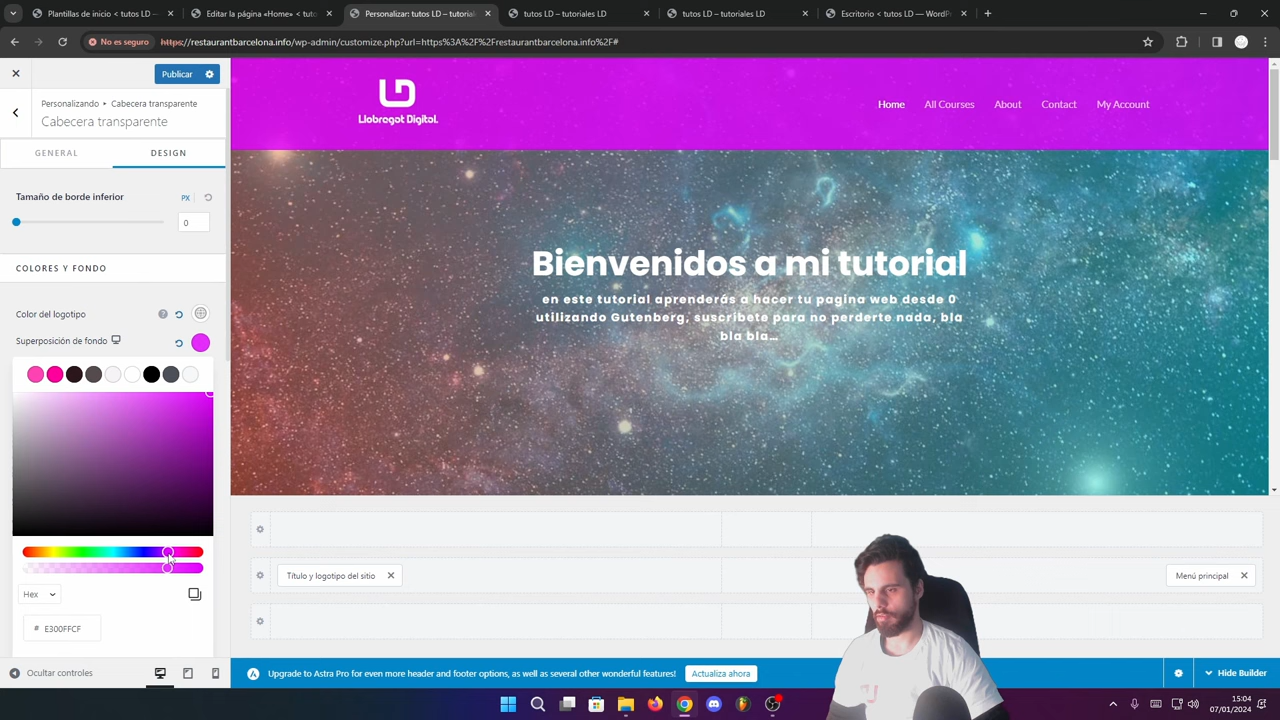 Plantillas de inicio < tutos LD —
Editar la página «Home» < tuto
Personalizar: tutos LD – tutorial
tutos LD – tutoriales LD
tutos LD – tutoriales LD
Escritorio < tutos LD — WordPr
No es seguro
https://restaurantbarcelona.info/wp-admin/customize.php?url=https%3A%2F%2Frestaurantbarcelona.info%2F#
Publicar
Personalizando ▸ Cabecera transparente
Cabecera transparente
GENERAL
DESIGN
Tamaño de borde inferior
PX
0
COLORES Y FONDO
Color del logotipo
?
Superposición de fondo
Hex
# E300FFCF
Ocultar controles
Llobregat Digital.
Home
All Courses
About
Contact
My Account
Bienvenidos a mi tutorial
en este tutorial aprenderás a hacer tu pagina web desde 0
utilizando Gutenberg, suscribete para no perderte nada, bla
bla bla…
Título y logotipo del sitio
Menú principal
Upgrade to Astra Pro for even more header and footer options, as well as several other wonderful features!
Actualiza ahora
Hide Builder
15:04
07/01/2024